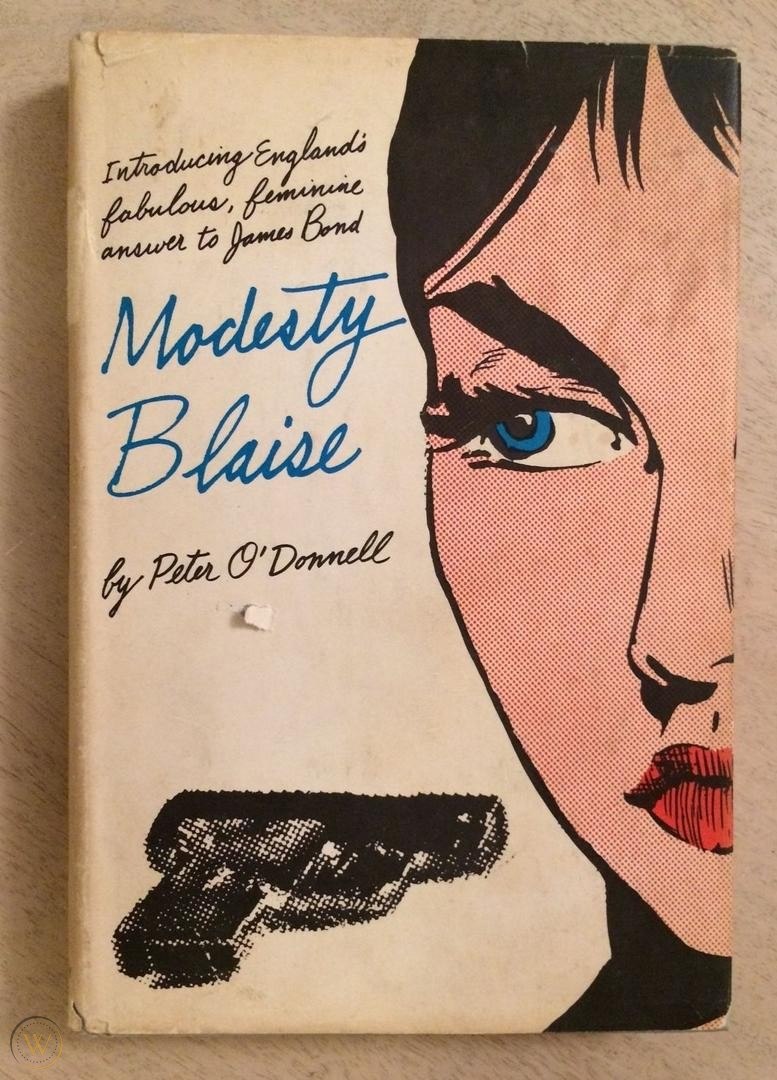 Introducing England's
fabulous, feminine
answer to James Bond
Modesty
Blaise
by Peter O'Donnell
W